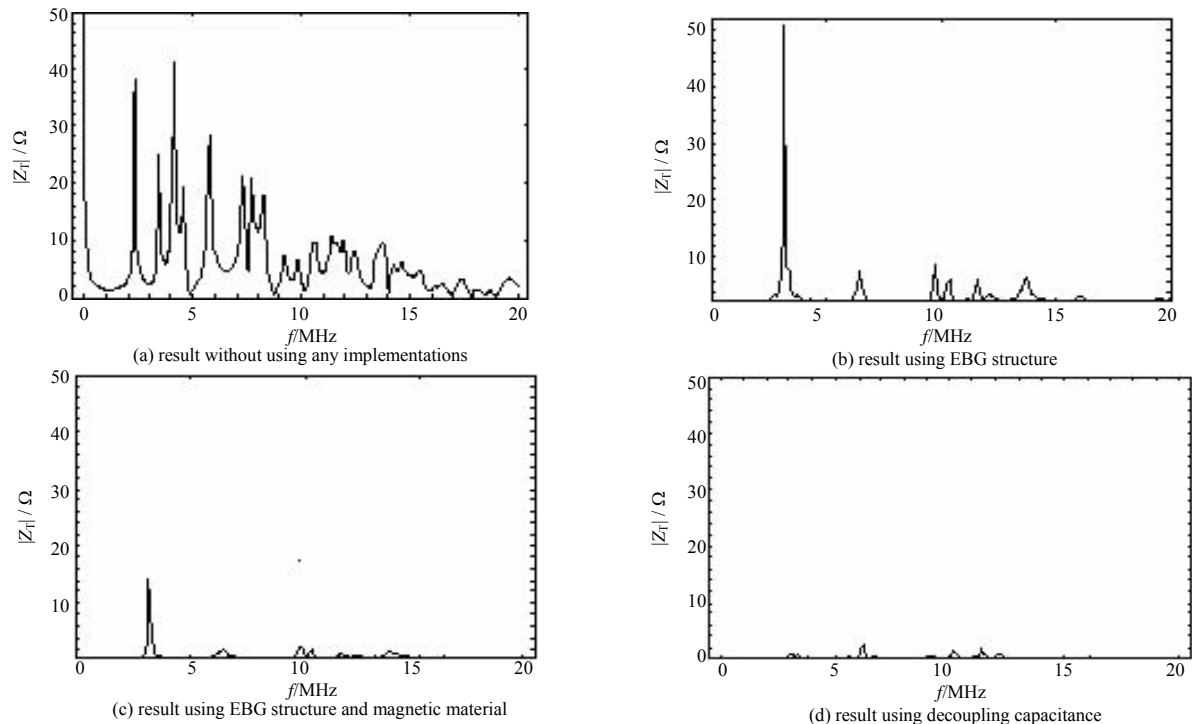 50
40
30
20
10
0
|Z_T| / Ω
0 5 10 15 20
f/MHz
(a) result without using any implementations
50
40
30
20
10
|Z_T| / Ω
0 5 10 15 20
f/MHz
(b) result using EBG structure
50
40
30
20
10
|Z_T| / Ω
0 5 10 15 20
f/MHz
(c) result using EBG structure and magnetic material
50
40
30
20
10
0
|Z_T| / Ω
0 5 10 15 20
f/MHz
(d) result using decoupling capacitance